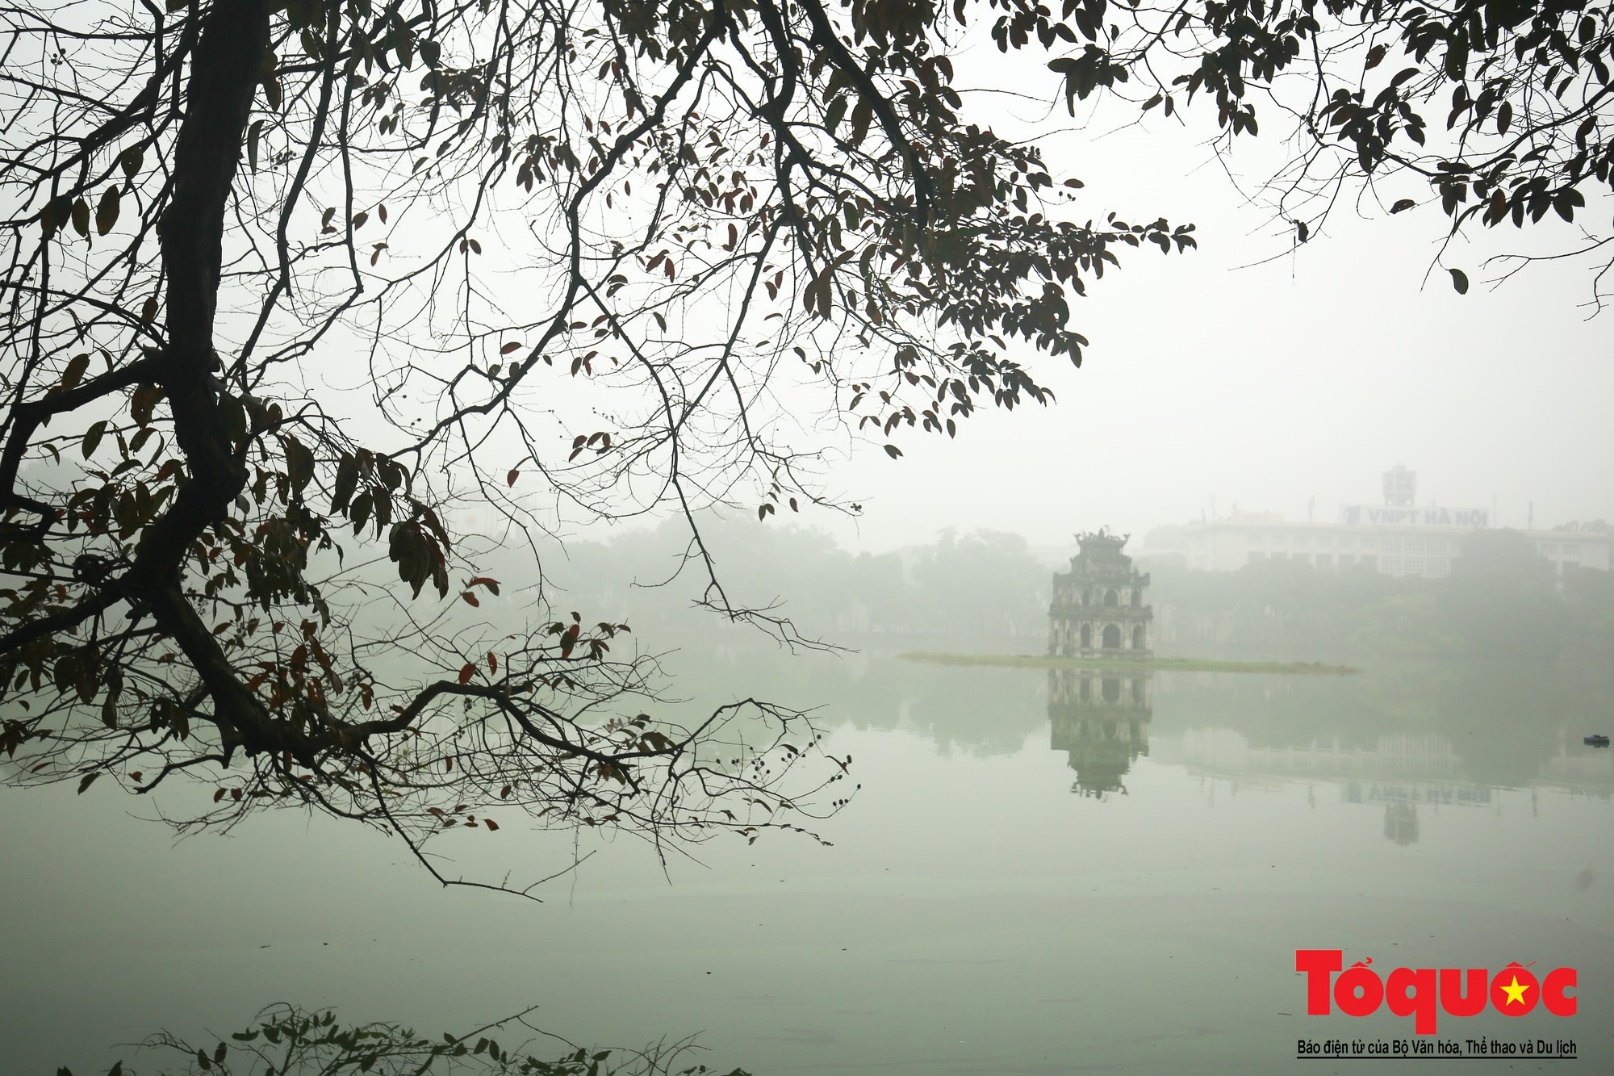 VNPT HÀ NỘI
Tổquốc
Báo điện tử của Bộ Văn hóa, Thể thao và Du lịch